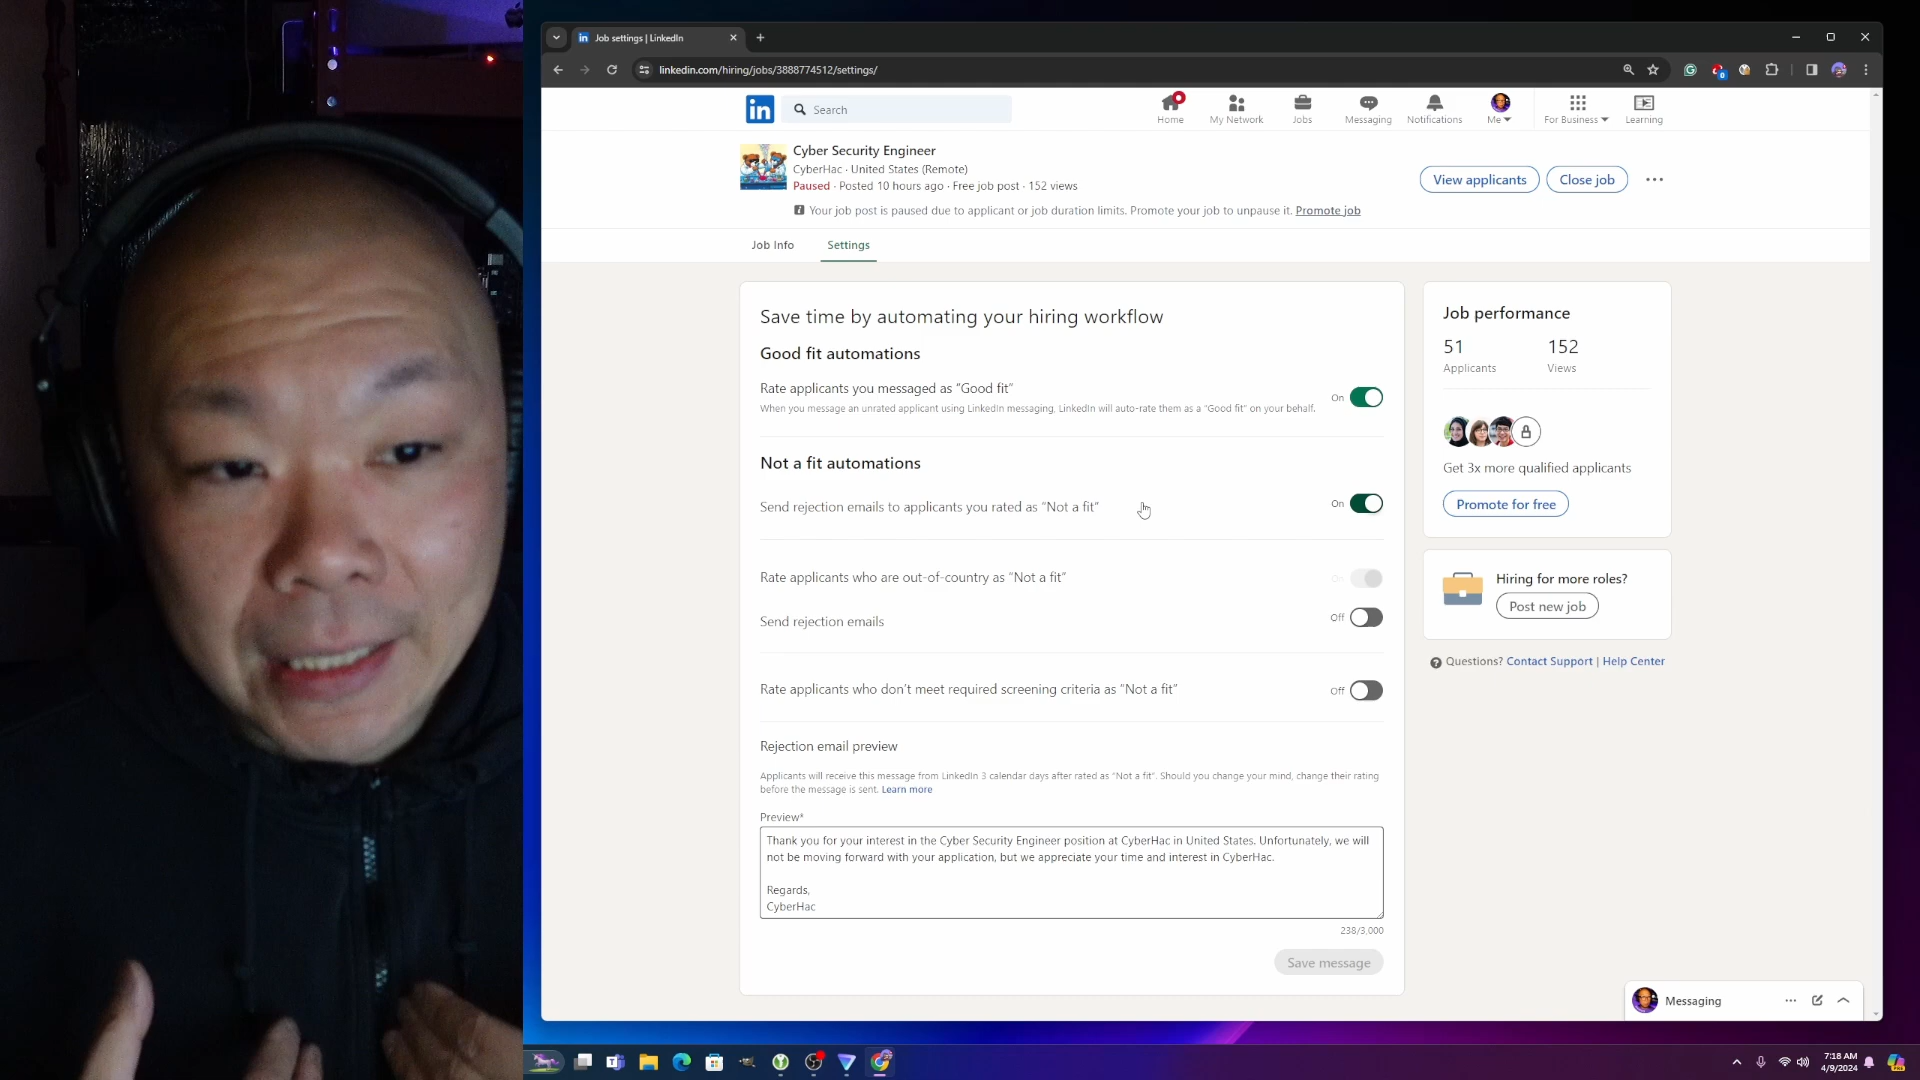 Job settings | LinkedIn
linkedin.com/hiring/jobs/3888774512/settings/
in
Search
Home
My Network
Jobs
Messaging
Notifications
Me
For Business
Learning
Cyber Security Engineer
CyberHac · United States (Remote)
Paused · Posted 10 hours ago · Free job post · 152 views
Your job post is paused due to applicant or job duration limits. Promote your job to unpause it. Promote job
View applicants
Close job
Job Info
Settings
Save time by automating your hiring workflow
Good fit automations
Rate applicants you messaged as “Good fit”
When you message an unrated applicant using LinkedIn messaging, LinkedIn will auto-rate them as a “Good fit” on your behalf.
On
Not a fit automations
Send rejection emails to applicants you rated as “Not a fit”
On
Rate applicants who are out-of-country as “Not a fit”
On
Send rejection emails
Off
Rate applicants who don’t meet required screening criteria as “Not a fit”
Off
Rejection email preview
Applicants will receive this message from LinkedIn 3 calendar days after rated as “Not a fit”. Should you change your mind, change their rating
before the message is sent. Learn more
Preview*
Thank you for your interest in the Cyber Security Engineer position at CyberHac in United States. Unfortunately, we will
not be moving forward with your application, but we appreciate your time and interest in CyberHac.
Regards,
CyberHac
238/3,000
Save message
Job performance
51
Applicants
152
Views
Get 3x more qualified applicants
Promote for free
Hiring for more roles?
Post new job
Questions? Contact Support | Help Center
Messaging
7:18 AM
4/9/2024